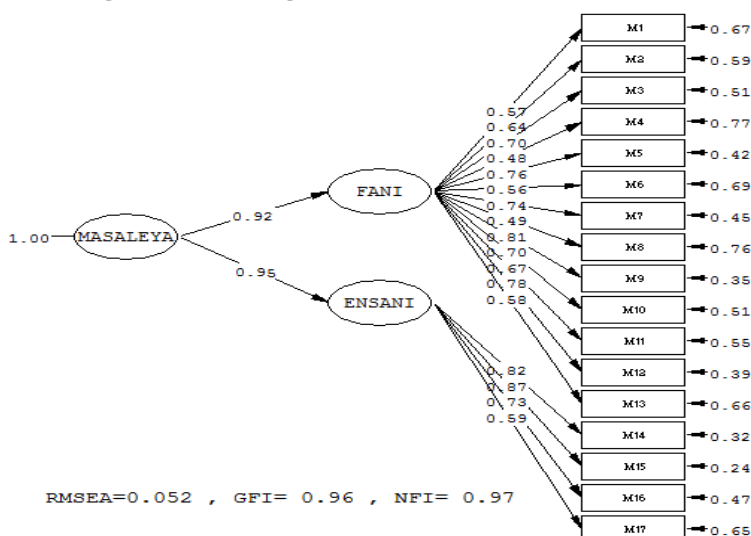 M1 0.67
M2 0.59
M3 0.51
M4 0.77
M5 0.42
M6 0.69
M7 0.45
M8 0.76
M9 0.35
M10 0.51
M11 0.55
M12 0.39
M13 0.66
M14 0.32
M15 0.24
M16 0.47
M17 0.65
0.57
0.64
0.70
0.48
0.76
0.56
0.74
0.49
0.81
0.70
0.67
0.78
0.58
FANI
0.92
1.00 MASALEYA
0.95
ENSANI
0.82
0.87
0.73
0.59
RMSEA=0.052 , GFI= 0.96 , NFI= 0.97